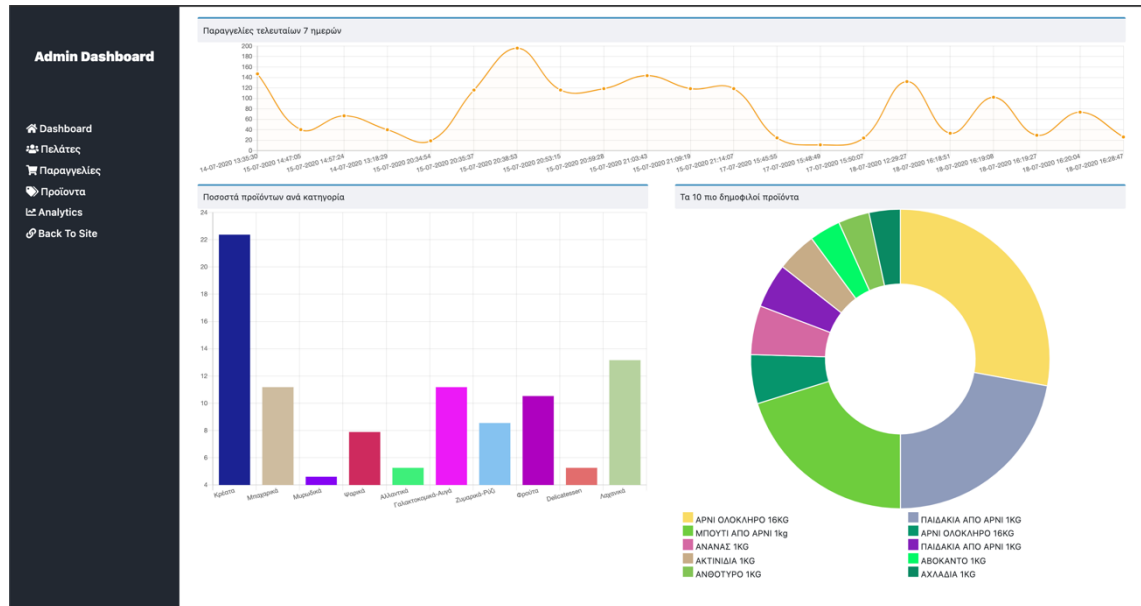 Admin Dashboard
Dashboard
Πελάτες
Παραγγελίες
Προϊοντα
Analytics
Back To Site
Παραγγελίες τελευταίων 7 ημερών
200
180
160
140
120
100
80
60
40
20
0
14-07-2020 13:35:30
15-07-2020 14:47:05
15-07-2020 14:57:24
14-07-2020 13:18:29
15-07-2020 20:34:54
15-07-2020 20:35:37
15-07-2020 20:38:53
15-07-2020 20:53:15
15-07-2020 20:59:28
15-07-2020 21:03:43
15-07-2020 21:09:19
15-07-2020 21:14:07
17-07-2020 15:45:55
17-07-2020 15:48:49
17-07-2020 15:50:07
18-07-2020 12:29:27
18-07-2020 16:18:51
18-07-2020 16:19:08
18-07-2020 16:19:27
18-07-2020 16:20:04
18-07-2020 16:28:47
Ποσοστά προϊόντων ανά κατηγορία
24
22
20
18
16
14
12
10
8
6
4
Κρέατα
Μπαχαρικά
Μυρωδικά
Ψαρικά
Αλλαντικά
Γαλακτοκομικά-Αυγά
Ζυμαρικά-Ρύζι
Φρούτα
Delicatessen
Λαχανικά
Τα 10 πιο δημοφιλοί προϊόντα
ΑΡΝΙ ΟΛΟΚΛΗΡΟ 16KG
ΠΑΙΔΑΚΙΑ ΑΠΟ ΑΡΝΙ 1KG
ΜΠΟΥΤΙ ΑΠΟ ΑΡΝΙ 1kg
ΑΡΝΙ ΟΛΟΚΛΗΡΟ 16KG
ΑΝΑΝΑΣ 1KG
ΠΑΙΔΑΚΙΑ ΑΠΟ ΑΡΝΙ 1KG
ΑΚΤΙΝΙΔΙΑ 1KG
ΑΒΟΚΑΝΤΟ 1KG
ΑΝΘΟΤΥΡΟ 1KG
ΑΧΛΑΔΙΑ 1KG